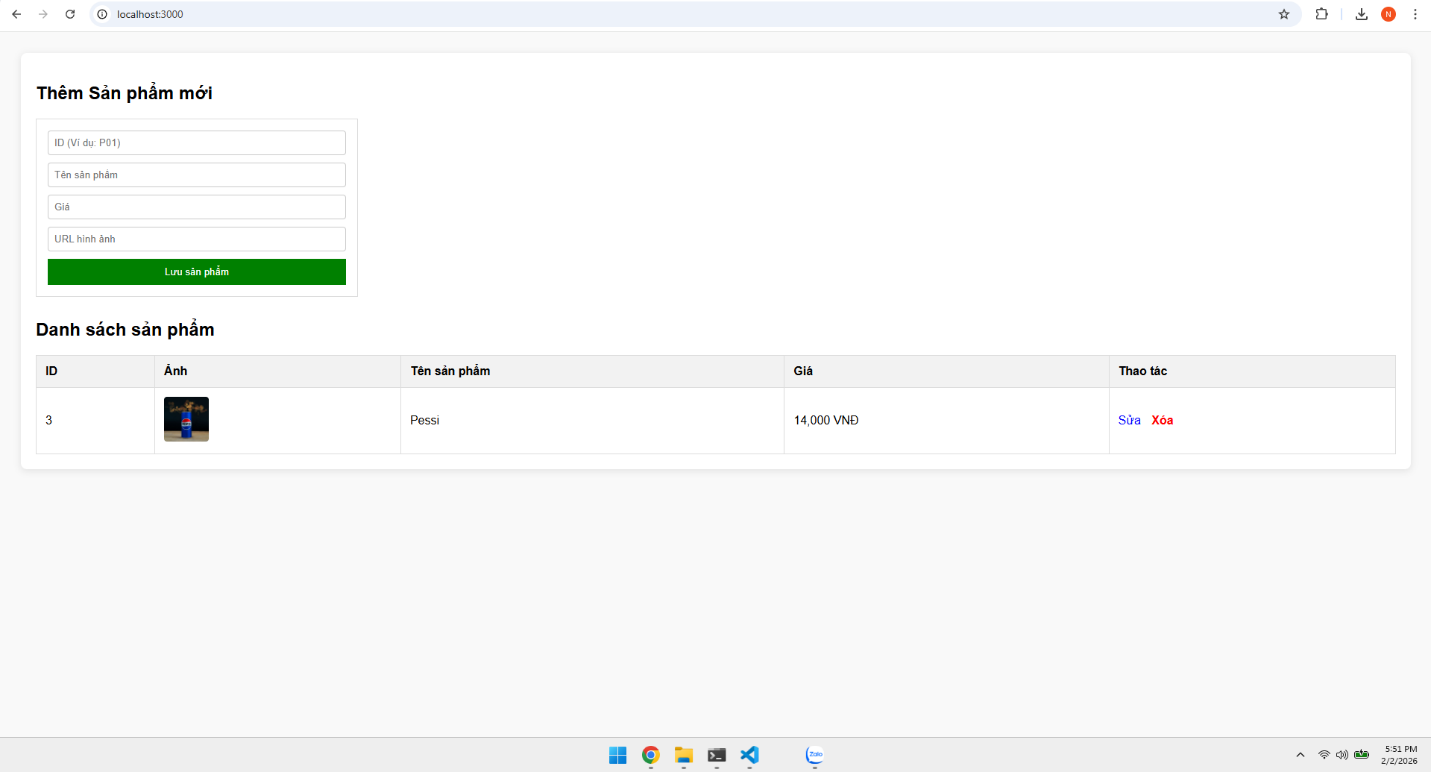 localhost:3000
N
Thêm Sản phẩm mới
ID (Ví dụ: P01)
Tên sản phẩm
Giá
URL hình ảnh
Lưu sản phẩm
Danh sách sản phẩm
ID Ảnh Tên sản phẩm Giá Thao tác
3 Pessi 14,000 VNĐ Sửa Xóa
Zalo
5:51 PM
2/2/2026